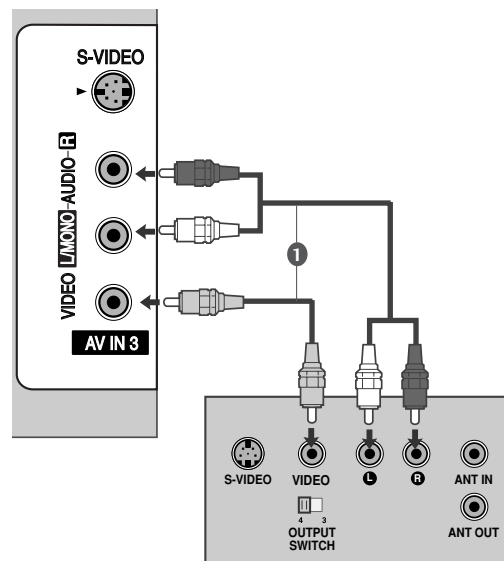 S-VIDEO
VIDEO L/MONO-AUDIO-R
AV IN 3
1
S-VIDEO
VIDEO
L
R
ANT IN
4 3
OUTPUT
SWITCH
ANT OUT